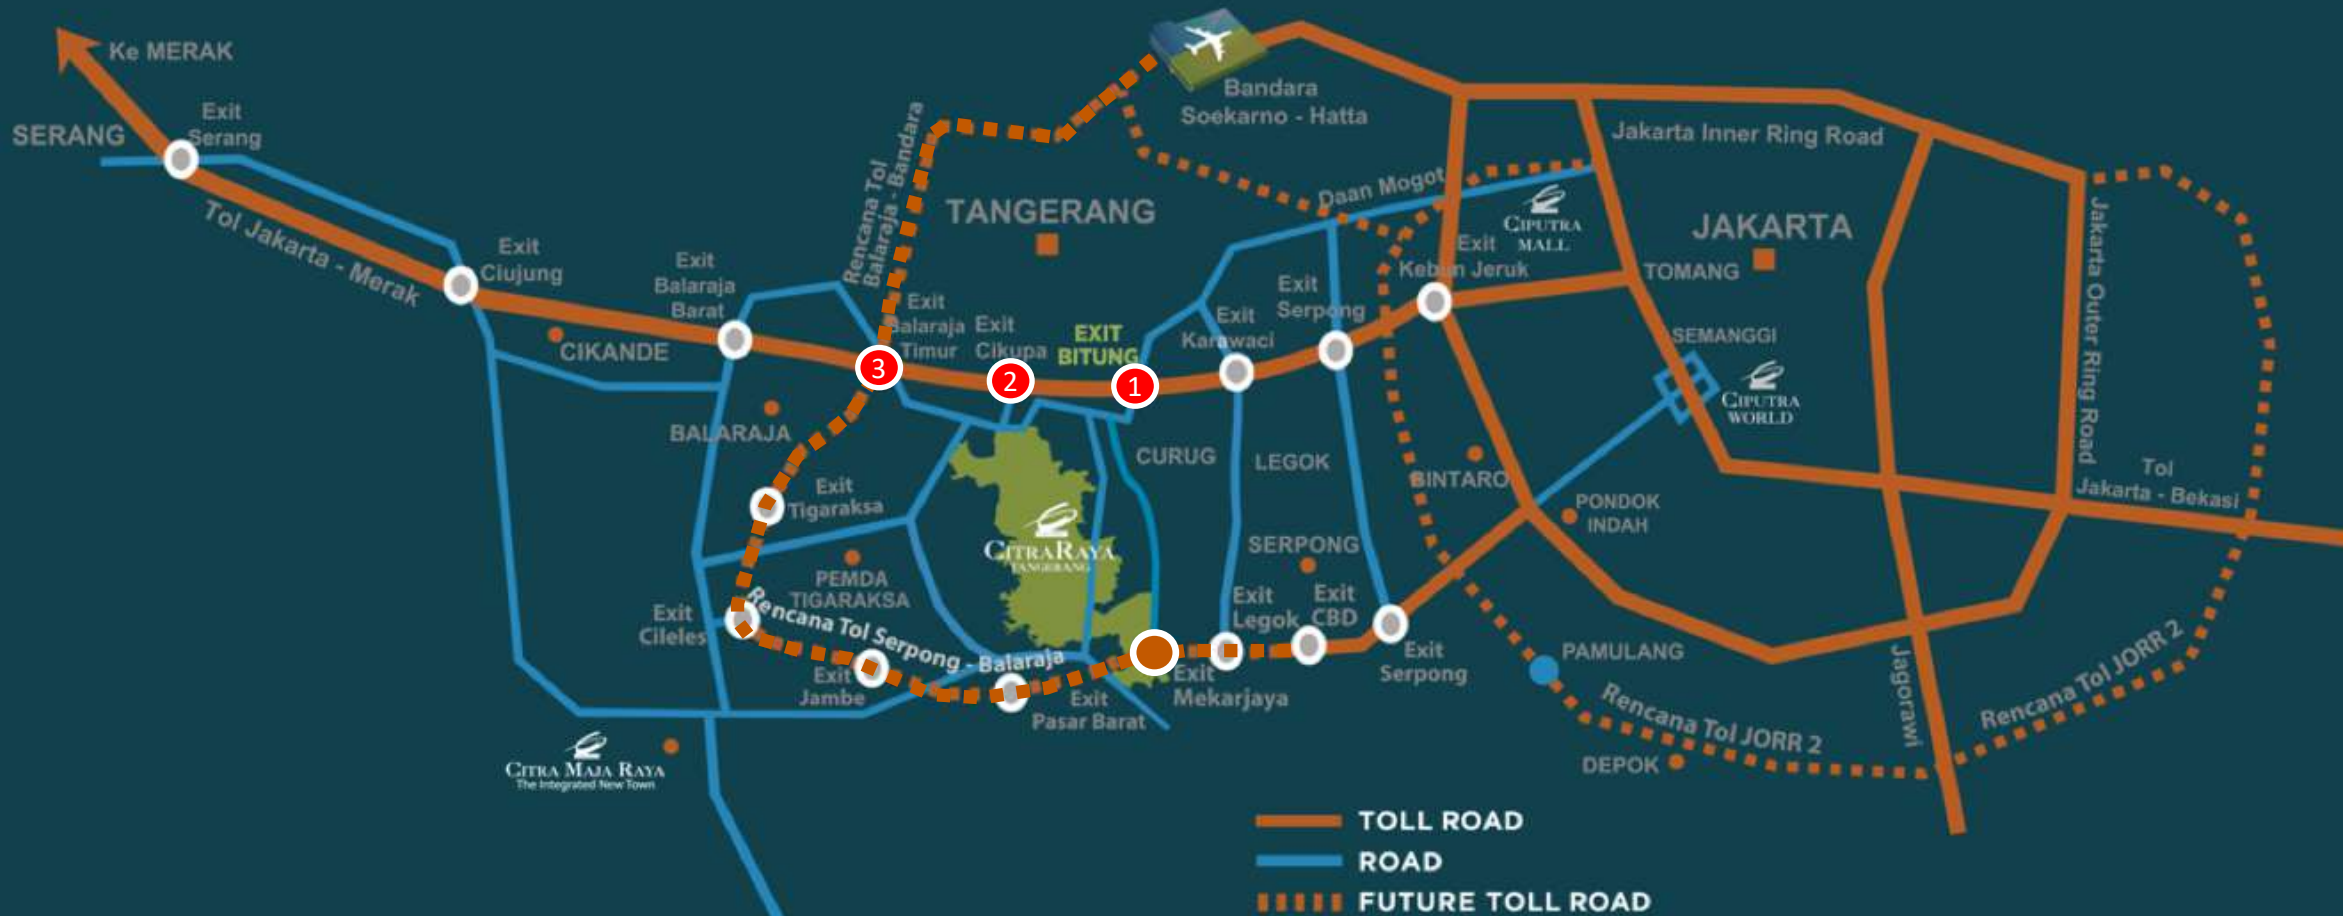 Ke MERAK
SERANG
Exit
Serang
Tol Jakarta - Merak
Exit
Ciujung
CIKANDE
Exit
Balaraja
Barat
BALARAJA
Rencana Tol
Balaraja - Bandara
Exit
Balaraja
Timur
3
Exit
Cikupa
2
EXIT
BITUNG
1
TANGERANG
Bandara
Soekarno - Hatta
Daan Mogot
Exit
Karawaci
Exit
Serpong
Exit
Kebun Jeruk
CIPUTRA
MALL
Jakarta Inner Ring Road
JAKARTA
TOMANG
SEMANGGI
CIPUTRA
WORLD
Jakarta Outer Ring Road
Tol
Jakarta - Bekasi
CURUG
LEGOK
BINTARO
PONDOK
INDAH
SERPONG
CITRARAYA
TANGERANG
Exit
Tigaraksa
PEMDA
TIGARAKSA
Exit
Cileles
Rencana Tol Serpong - Balaraja
Exit
Jambe
Exit
Pasar Barat
Exit
Mekarjaya
Exit
Legok
Exit
CBD
Exit
Serpong
PAMULANG
Rencana Tol JORR 2
DEPOK
Jagorawi
Rencana Tol JORR 2
CITRA MAJA RAYA
The Integrated New Town
TOLL ROAD
ROAD
FUTURE TOLL ROAD